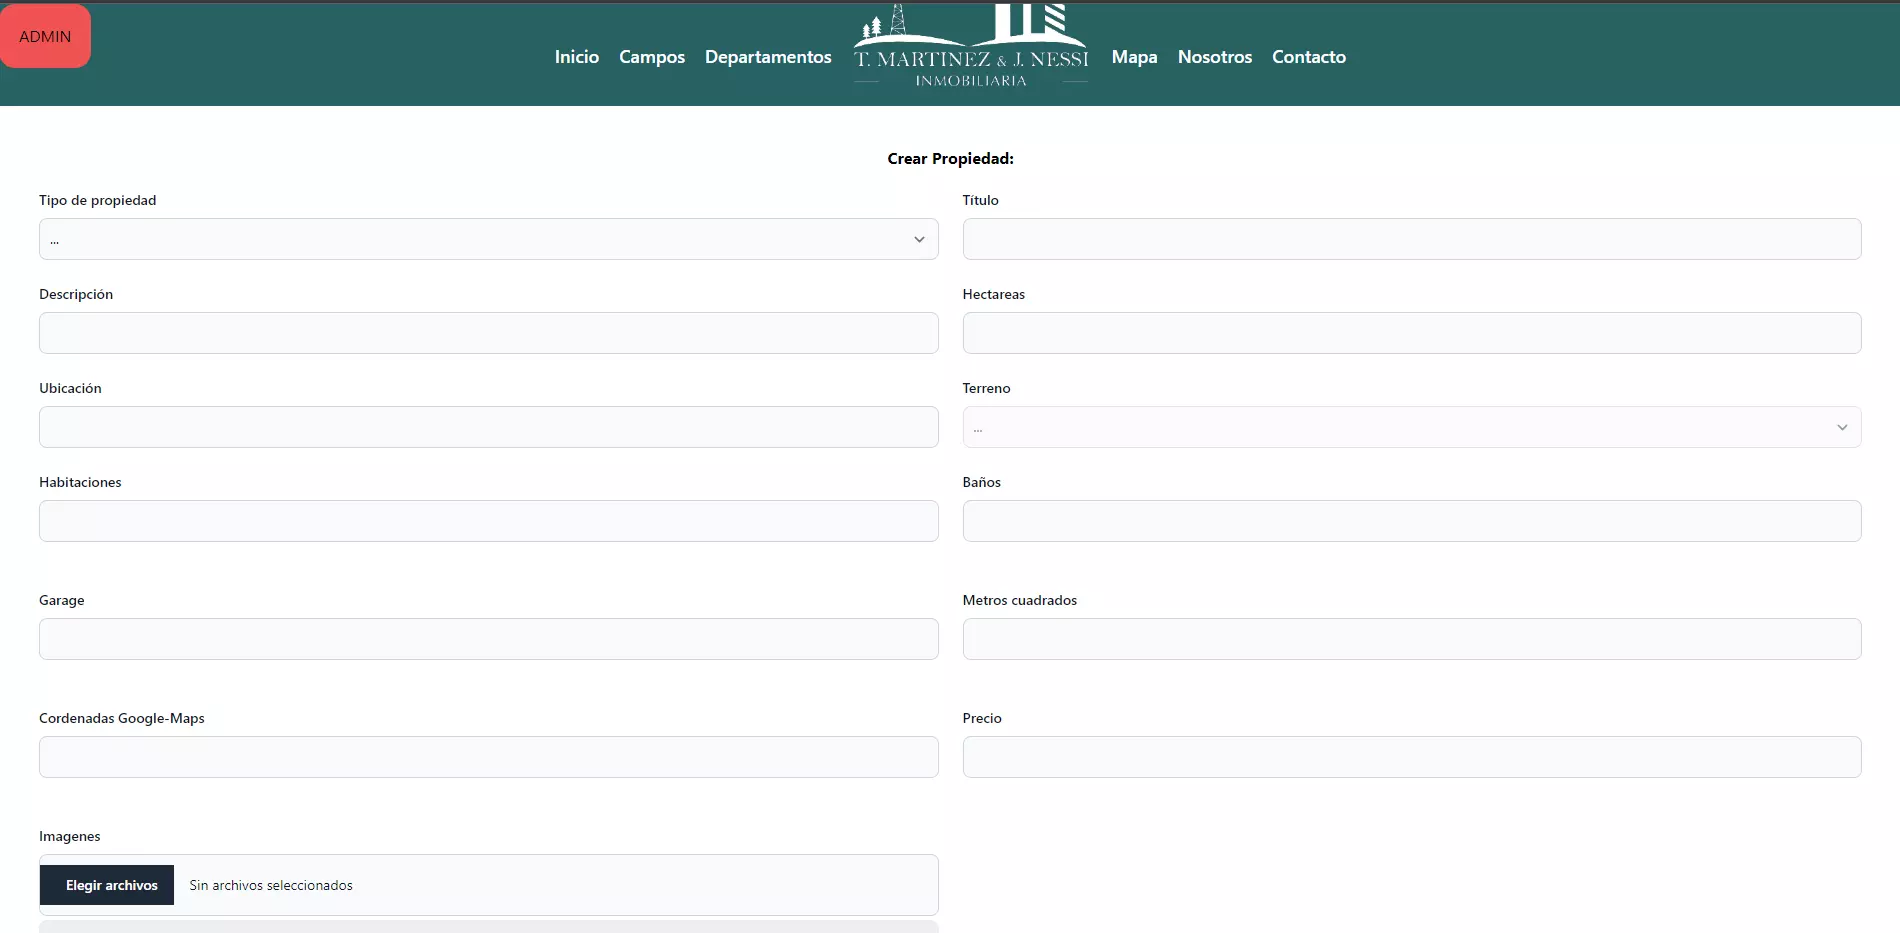 ADMIN
Inicio Campos Departamentos
T. MARTINEZ & J. NESSI
INMOBILIARIA
Mapa Nosotros Contacto
Crear Propiedad:
Tipo de propiedad
...
Título
Descripción
Hectareas
Ubicación
Terreno
...
Habitaciones
Baños
Garage
Metros cuadrados
Cordenadas Google-Maps
Precio
Imagenes
Elegir archivos Sin archivos seleccionados